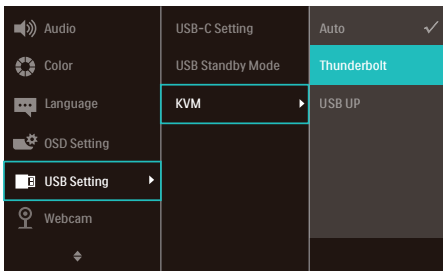 Audio
Color
Language
OSD Setting
USB Setting
Webcam
USB-C Setting
USB Standby Mode
KVM
Auto
Thunderbolt
USB UP